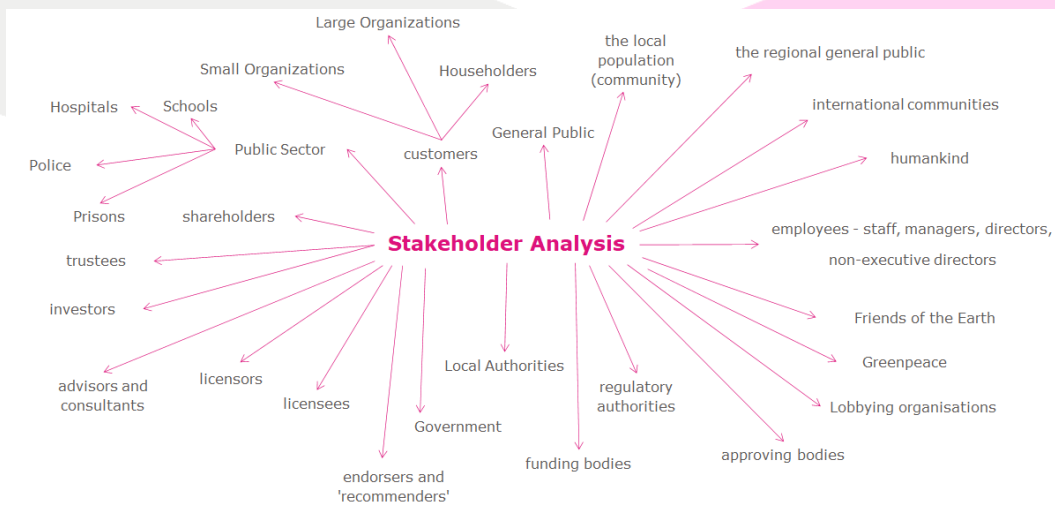 Large Organizations
Small Organizations
Householders
the local
population
(community)
the regional general public
Hospitals
Schools
international communities
General Public
Public Sector
customers
Police
humankind
Prisons
shareholders
Stakeholder Analysis
employees - staff, managers, directors,
non-executive directors
trustees
investors
Friends of the Earth
Local Authorities
Greenpeace
advisors and
consultants
licensors
licensees
regulatory
authorities
Lobbying organisations
Government
funding bodies
approving bodies
endorsers and
'recommenders'